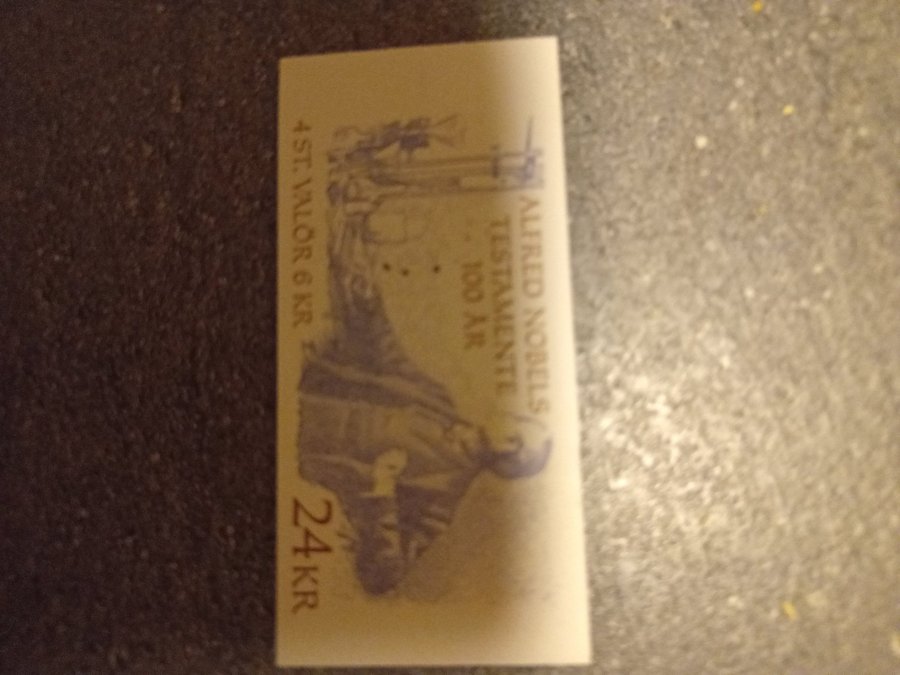 ALFRED NOBELS
TESTAMENTE
100 ÅR
4 ST. VALÖR 6 KR
24 KR